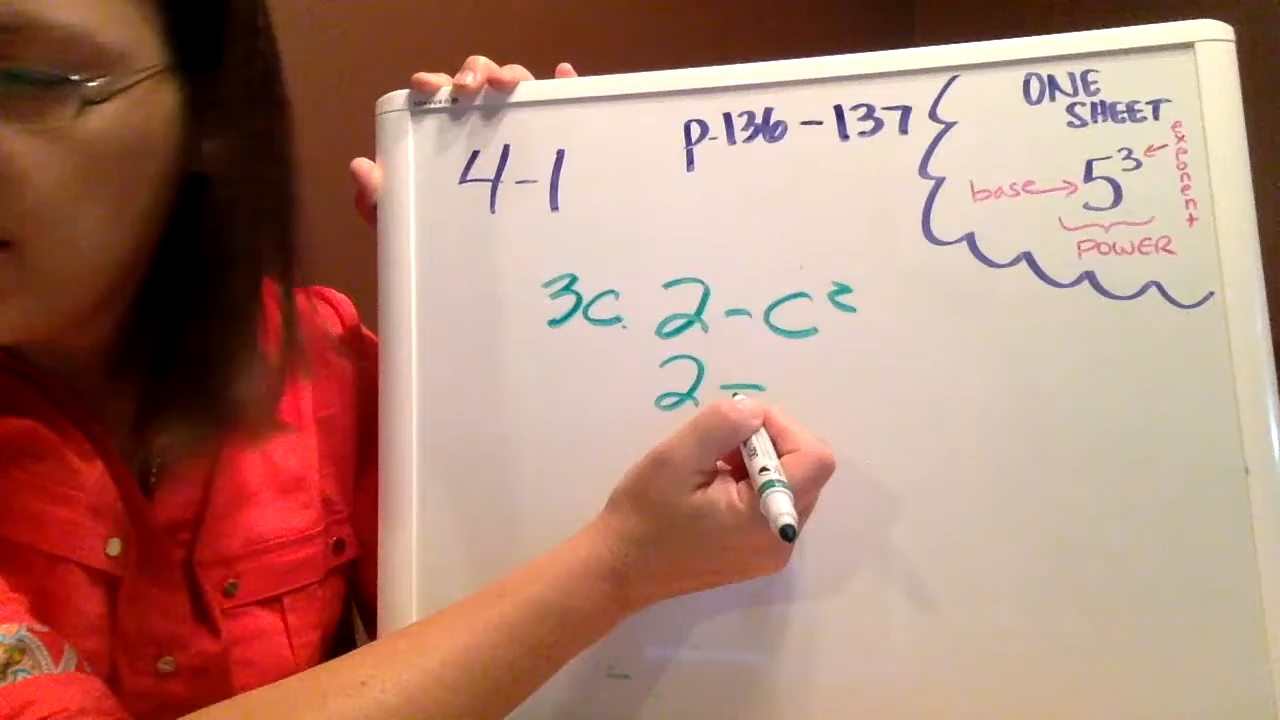 4-1
p.136-137
ONE
SHEET
base → 5³ ← exponent
POWER
3c. 2-c²
2 -